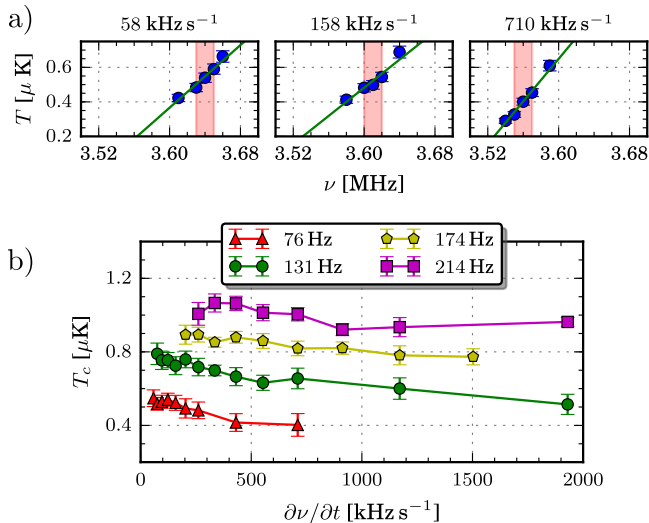 a)
58 kHz s⁻¹
158 kHz s⁻¹
710 kHz s⁻¹
T [μ K]
0.6
0.4
0.2
3.52 3.60 3.68
3.52 3.60 3.68
3.52 3.60 3.68
ν [MHz]
b)
76 Hz
131 Hz
174 Hz
214 Hz
T_c [μK]
1.2
0.8
0.4
0 500 1000 1500 2000
∂ν/∂t [kHz s⁻¹]